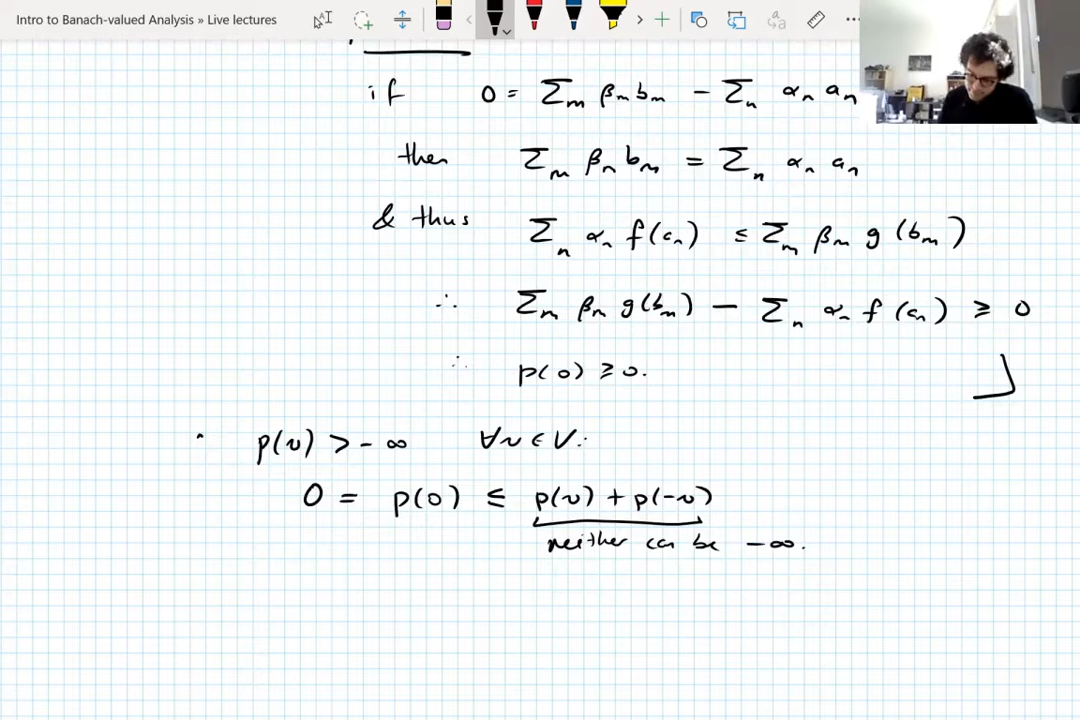 Intro to Banach-valued Analysis » Live lectures
if 0 = Σₘ βₘ bₘ − Σₙ αₙ aₙ
then Σₘ βₙ bₘ = Σₙ αₙ aₙ
& thus Σₙ αₙ f(aₙ) ≤ Σₘ βₘ g(bₘ)
∴ Σₘ βₙ g(bₘ) − Σₙ αₙ f(aₙ) ≥ 0
∴ p(0) ≥ 0.
· p(v) > −∞ ∀v ∈ V:
0 = p(0) ≤ p(v) + p(−v)
neither can be −∞.